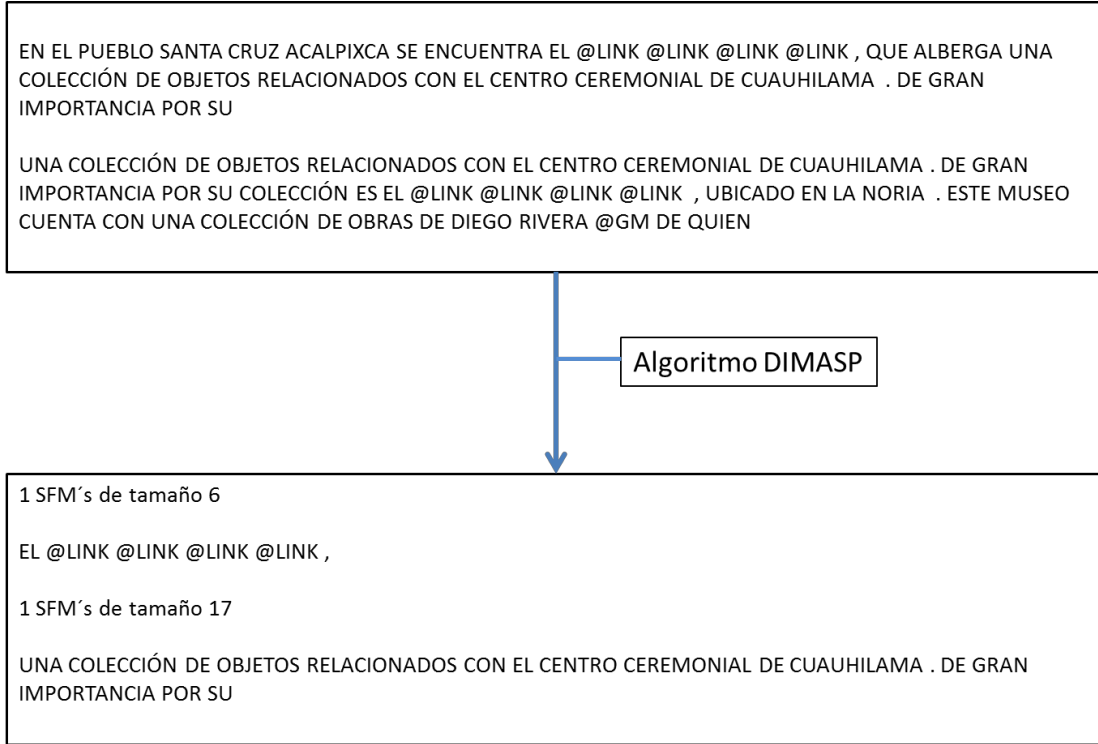 EN EL PUEBLO SANTA CRUZ ACALPIXCA SE ENCUENTRA EL @LINK @LINK @LINK @LINK , QUE ALBERGA UNA
COLECCIÓN DE OBJETOS RELACIONADOS CON EL CENTRO CEREMONIAL DE CUAUHILAMA . DE GRAN
IMPORTANCIA POR SU
UNA COLECCIÓN DE OBJETOS RELACIONADOS CON EL CENTRO CEREMONIAL DE CUAUHILAMA . DE GRAN
IMPORTANCIA POR SU COLECCIÓN ES EL @LINK @LINK @LINK @LINK , UBICADO EN LA NORIA . ESTE MUSEO
CUENTA CON UNA COLECCIÓN DE OBRAS DE DIEGO RIVERA @GM DE QUIEN
Algoritmo DIMASP
1 SFM´s de tamaño 6
EL @LINK @LINK @LINK @LINK ,
1 SFM´s de tamaño 17
UNA COLECCIÓN DE OBJETOS RELACIONADOS CON EL CENTRO CEREMONIAL DE CUAUHILAMA . DE GRAN
IMPORTANCIA POR SU